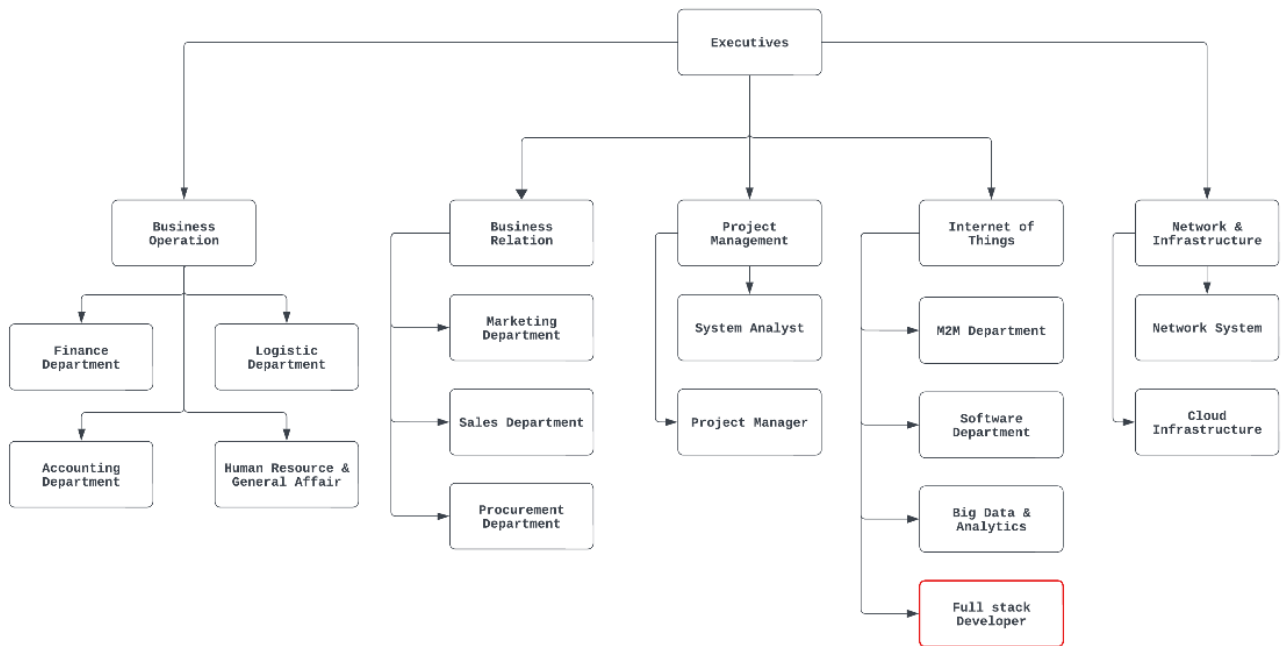 Executives
Business
Operation
Business
Relation
Project
Management
Internet of
Things
Network &
Infrastructure
Finance
Department
Logistic
Department
Accounting
Department
Human Resource &
General Affair
Marketing
Department
Sales Department
Procurement
Department
System Analyst
Project Manager
M2M Department
Software
Department
Big Data &
Analytics
Full stack
Developer
Network System
Cloud
Infrastructure